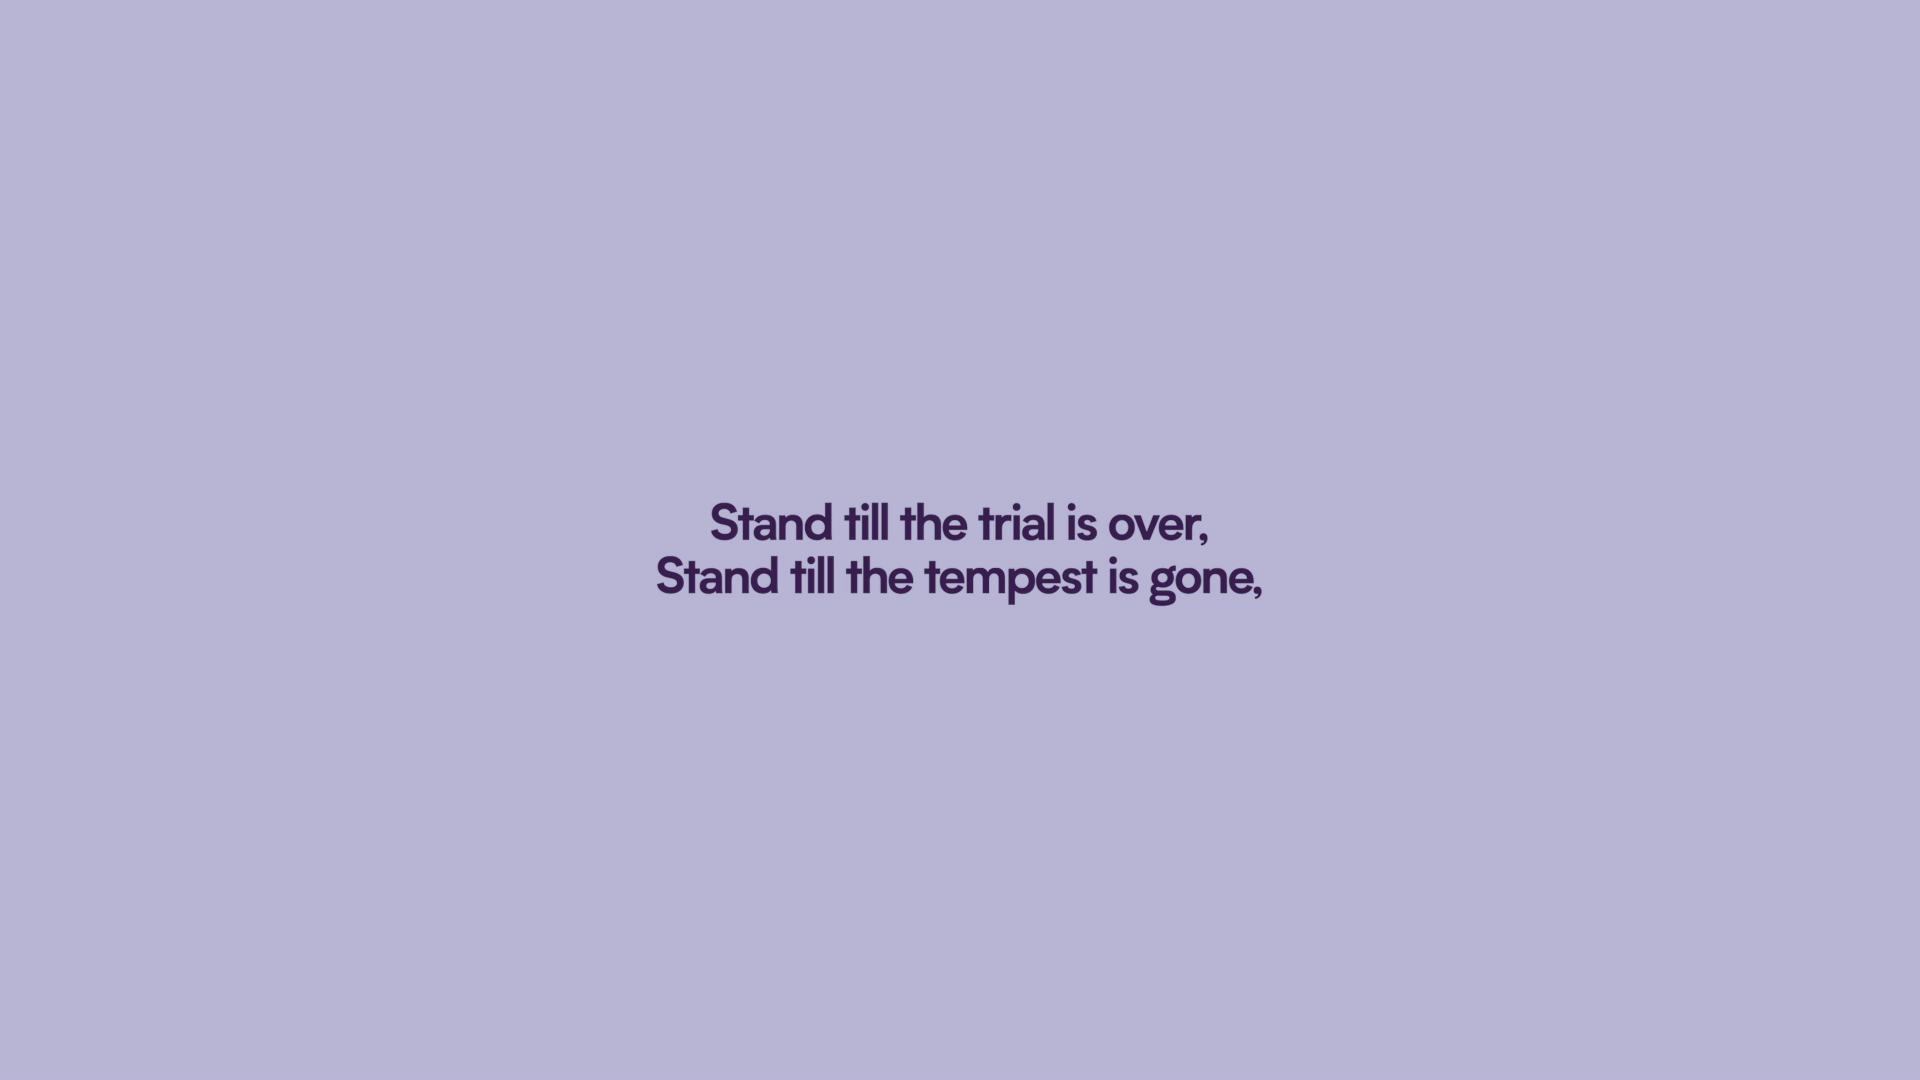 Stand till the trial is over,
Stand till the tempest is gone,